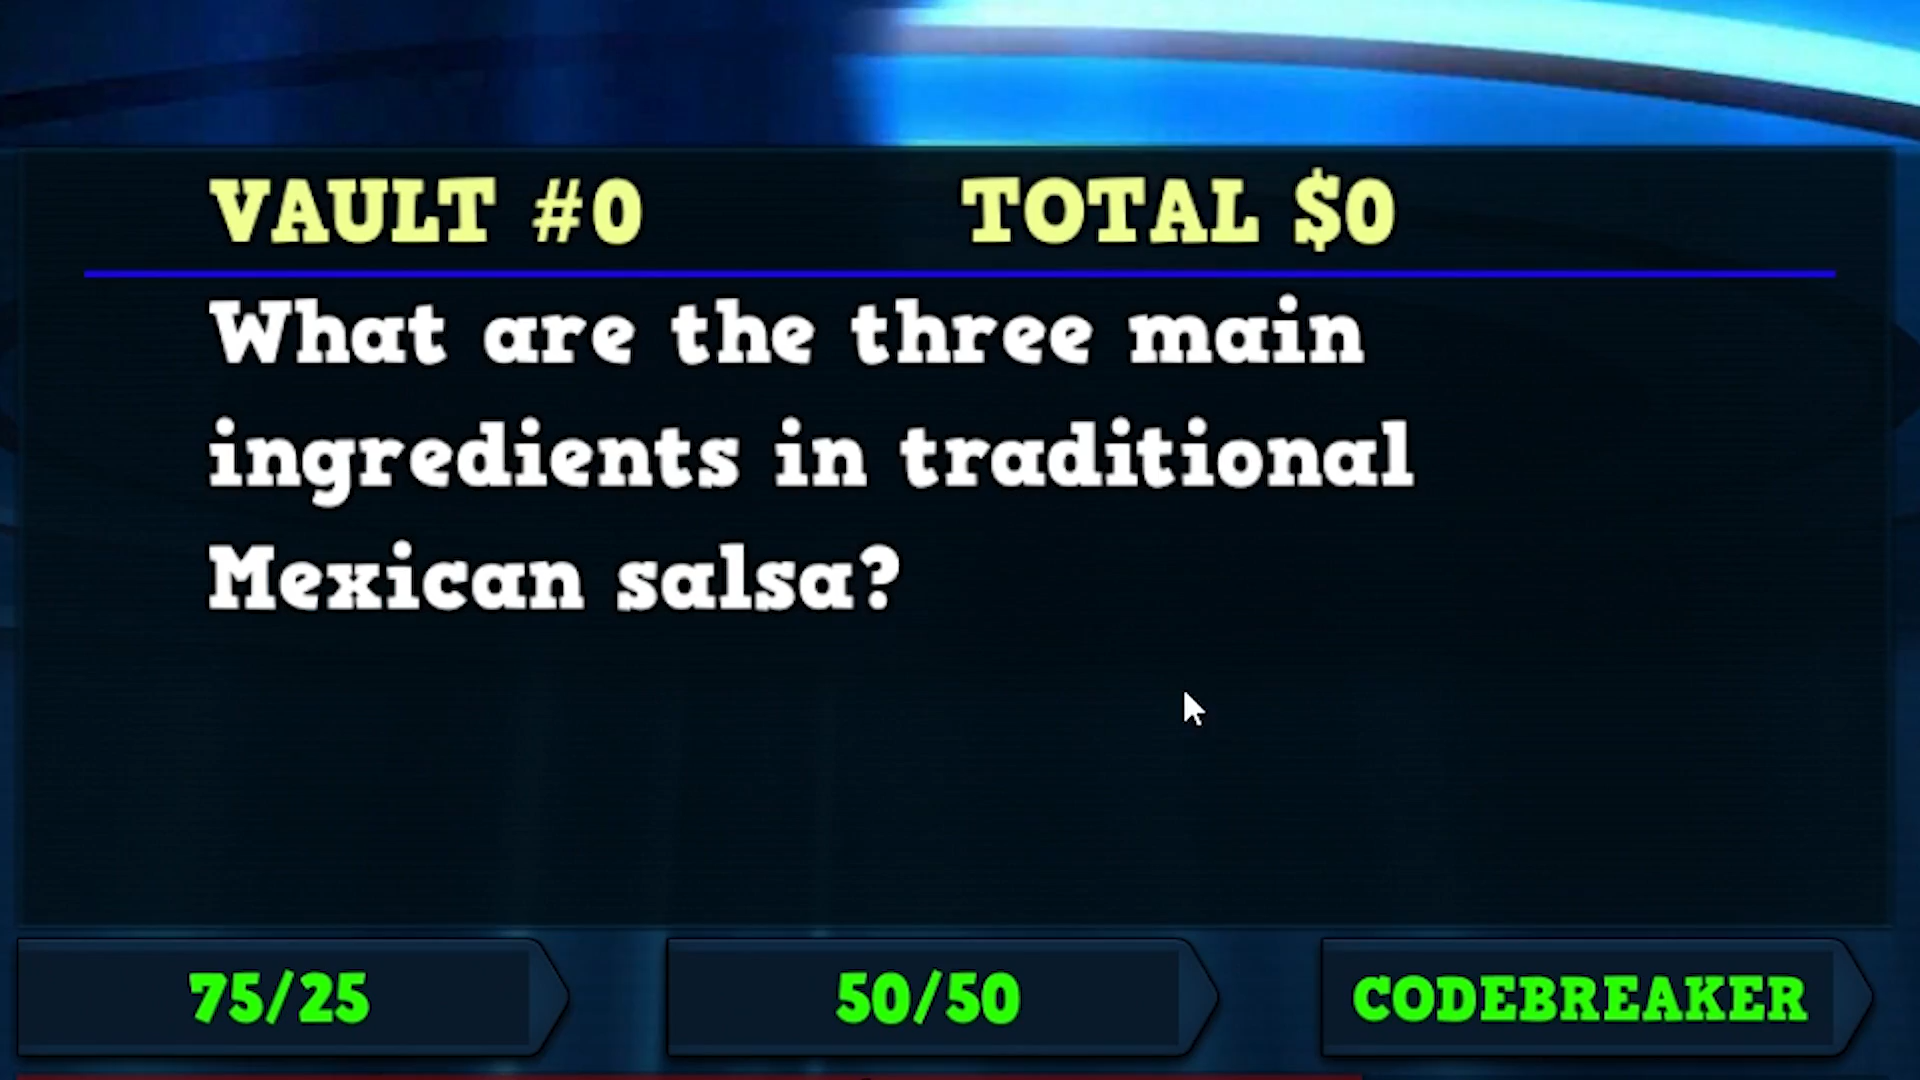 VAULT #0 TOTAL $0
What are the three main
ingredients in traditional
Mexican salsa?
75/25 50/50 CODEBREAKER